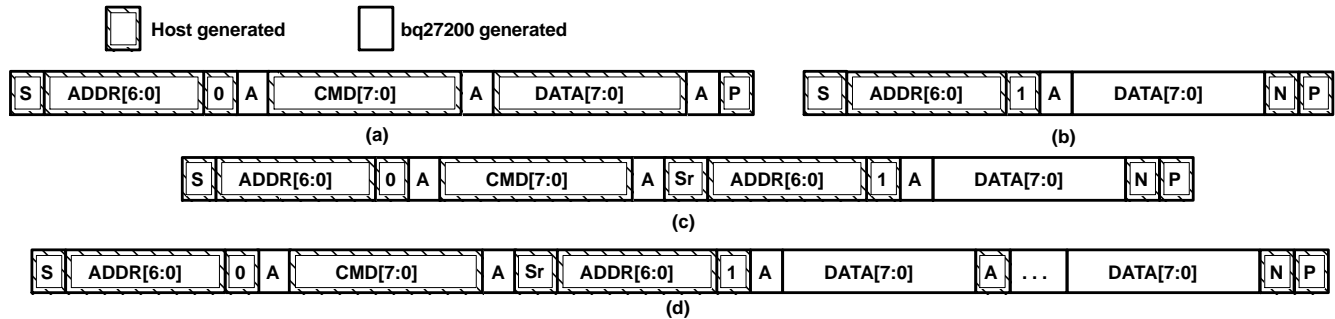 Host generated bq27200 generated
S ADDR[6:0] 0 A CMD[7:0] A DATA[7:0] A P S ADDR[6:0] 1 A DATA[7:0] N P
(a) (b)
S ADDR[6:0] 0 A CMD[7:0] A Sr ADDR[6:0] 1 A DATA[7:0] N P
(c)
S ADDR[6:0] 0 A CMD[7:0] A Sr ADDR[6:0] 1 A DATA[7:0] A ... DATA[7:0] N P
(d)